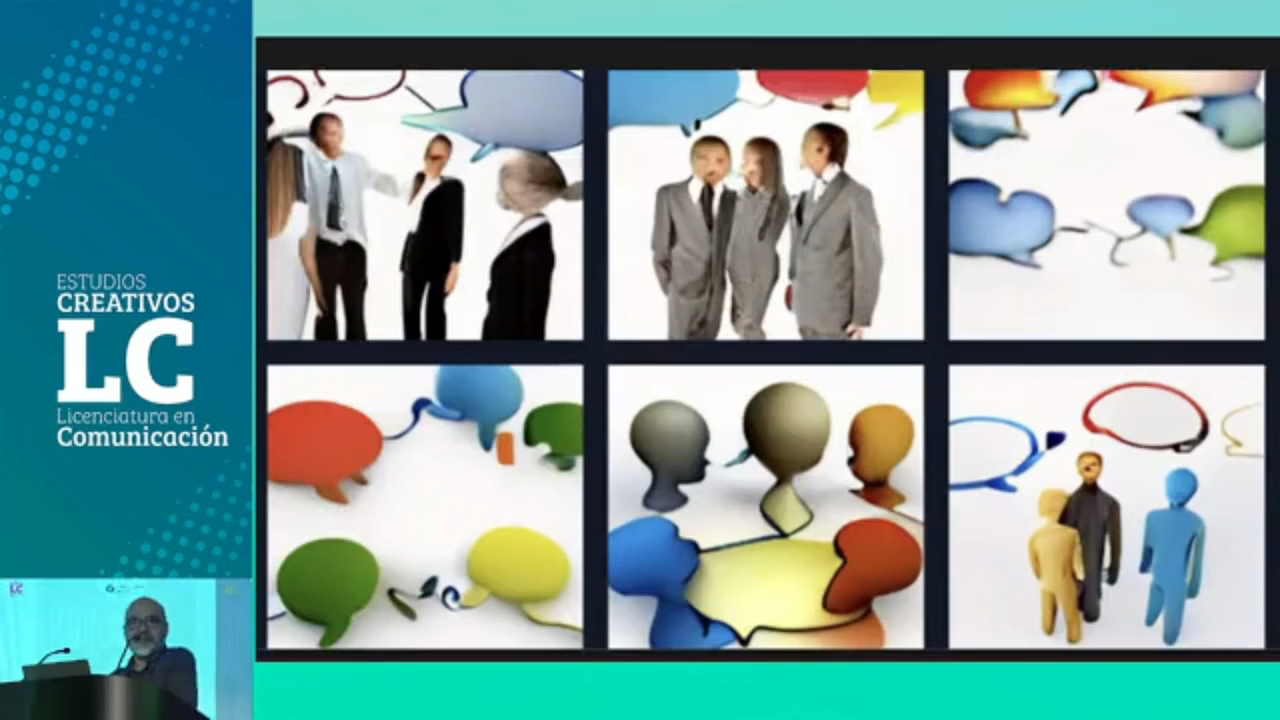 ESTUDIOS
CREATIVOS
LC
Licenciatura en
Comunicación